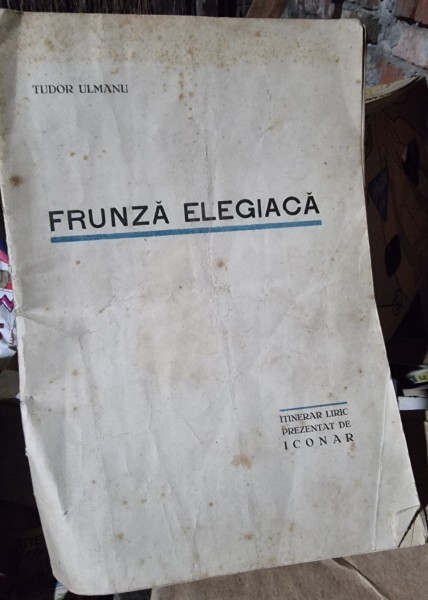 TUDOR ULMANU
FRUNZĂ ELEGIACĂ
ITINERAR LIRIC
PREZENTAT DE
ICONAR